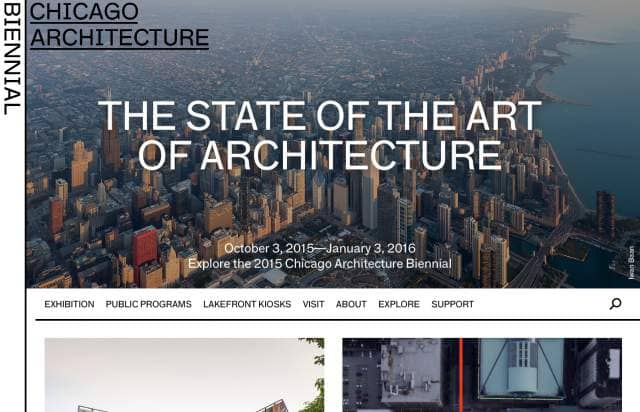 BIENNIAL
CHICAGO
ARCHITECTURE
THE STATE OF THE ART
OF ARCHITECTURE
October 3, 2015—January 3, 2016
Explore the 2015 Chicago Architecture Biennial
Iwan Baan
EXHIBITION PUBLIC PROGRAMS LAKEFRONT KIOSKS VISIT ABOUT EXPLORE SUPPORT